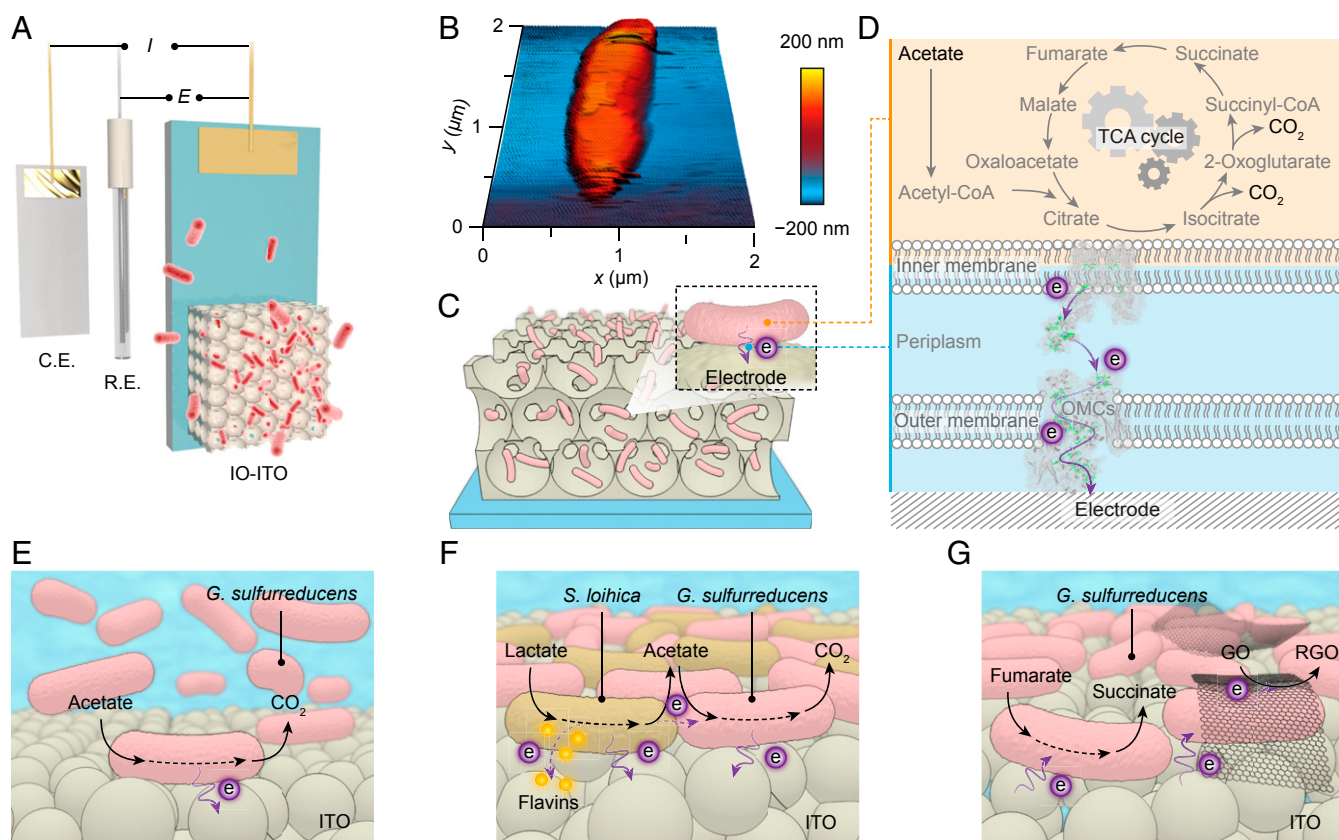 A
I
E
C.E.
R.E.
IO-ITO
B
2
1
0
y (µm)
0
1
2
x (µm)
200 nm
−200 nm
C
e
Electrode
D
Acetate
Fumarate
Succinate
Malate
Succinyl-CoA
CO2
TCA cycle
Oxaloacetate
2-Oxoglutarate
Acetyl-CoA
CO2
Citrate
Isocitrate
Inner membrane
e
Periplasm
e
OMCs
Outer membrane
e
Electrode
E
G. sulfurreducens
Acetate
CO2
e
ITO
F
S. loihica
G. sulfurreducens
Lactate
Acetate
CO2
e
e
e
e
Flavins
ITO
G
G. sulfurreducens
GO
RGO
Fumarate
Succinate
e
e
e
ITO